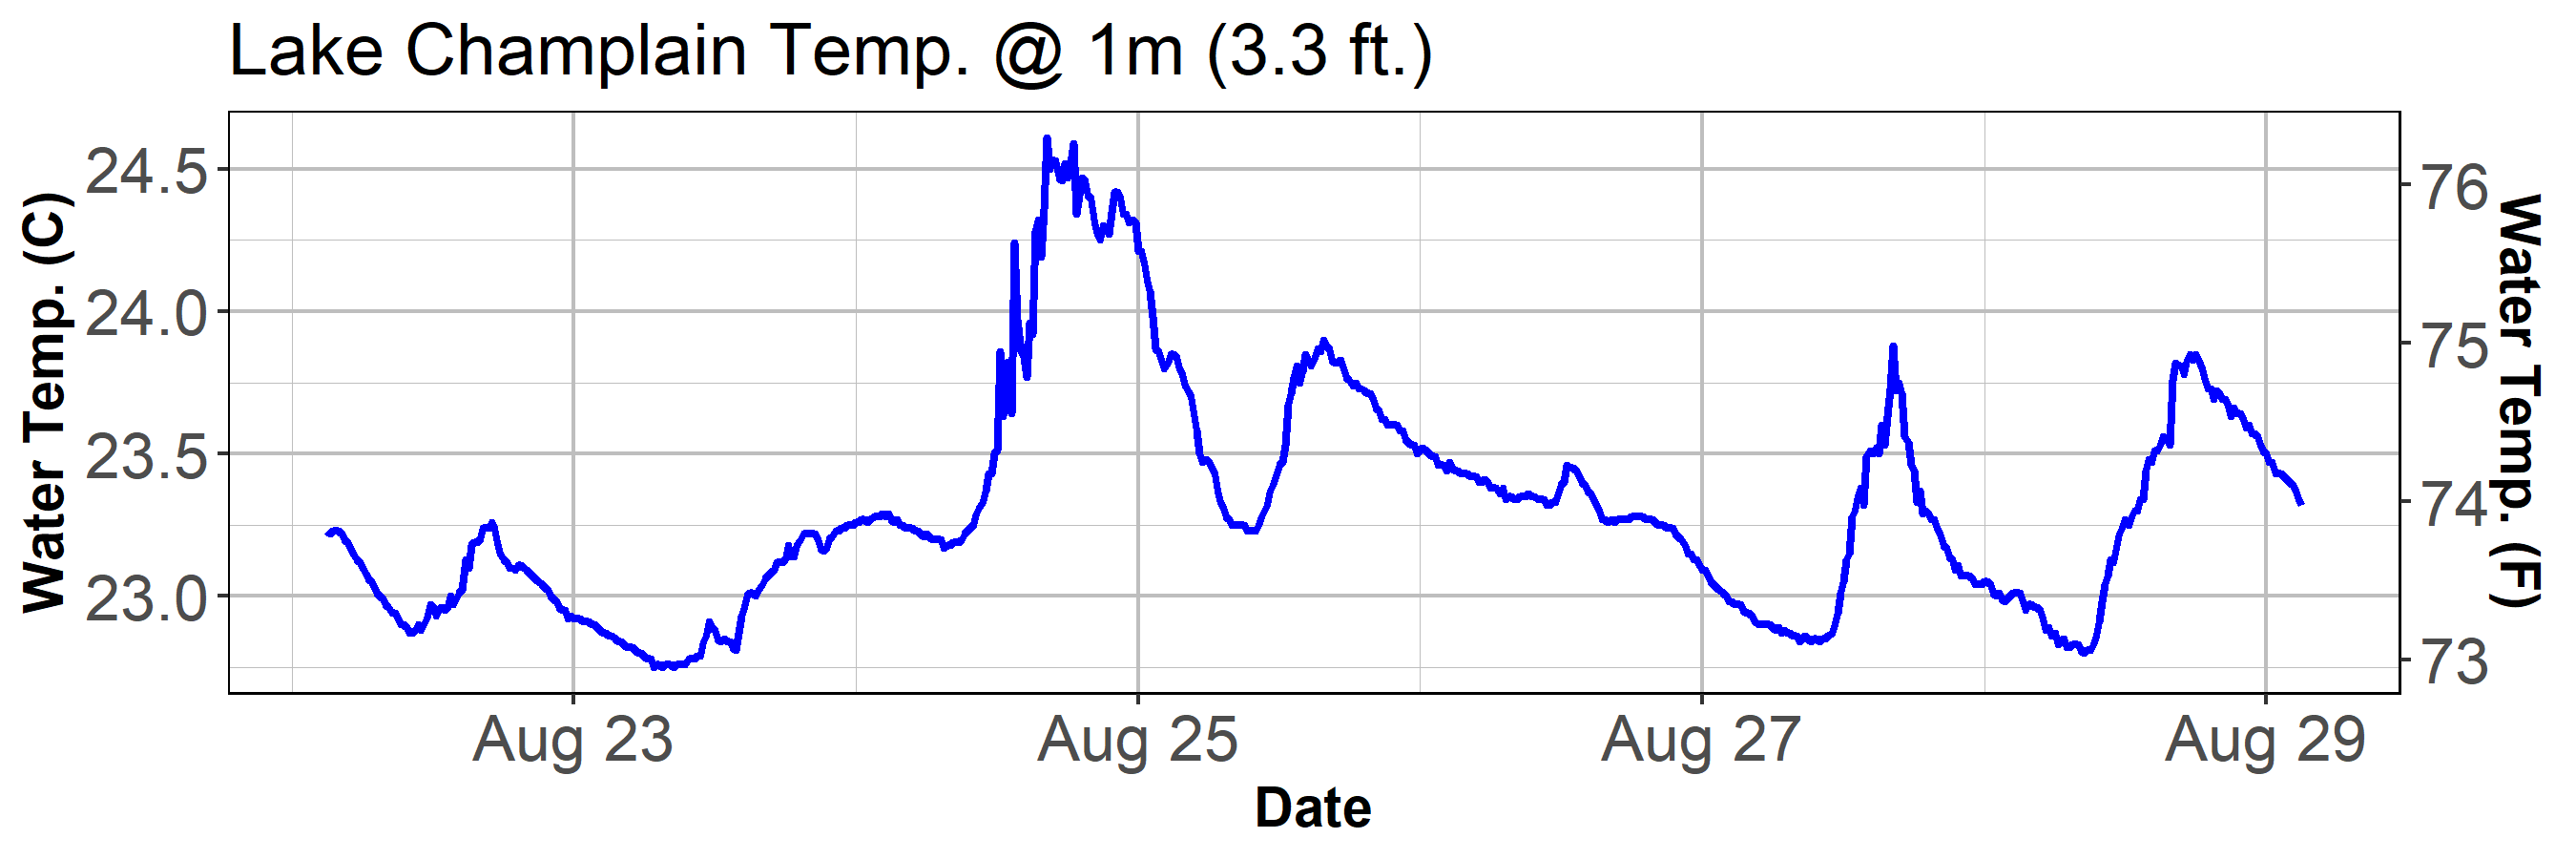 Lake Champlain Temp. @ 1m (3.3 ft.)
Water Temp. (C)
24.5
24.0
23.5
23.0
76
75
74
73
Water Temp. (F)
Aug 23
Aug 25
Aug 27
Aug 29
Date